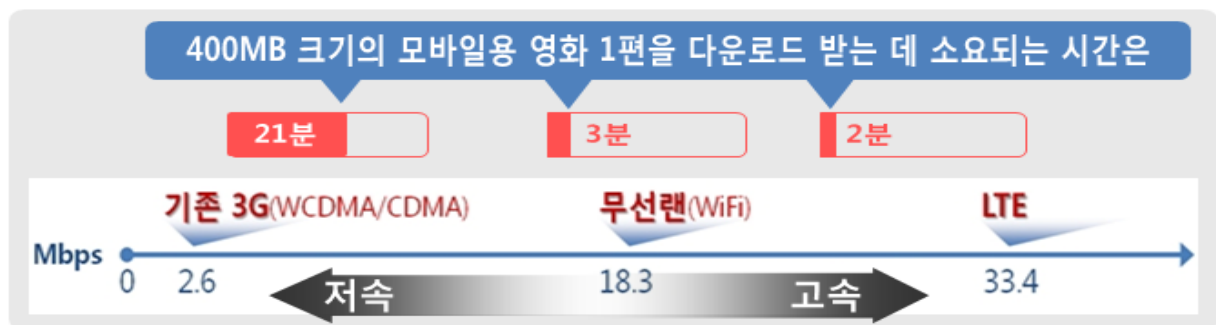 400MB 크기의 모바일용 영화 1편을 다운로드 받는 데 소요되는 시간은
21분 3분 2분
기존 3G(WCDMA/CDMA) 무선랜(WiFi) LTE
Mbps
0 2.6 18.3 33.4
저속 고속